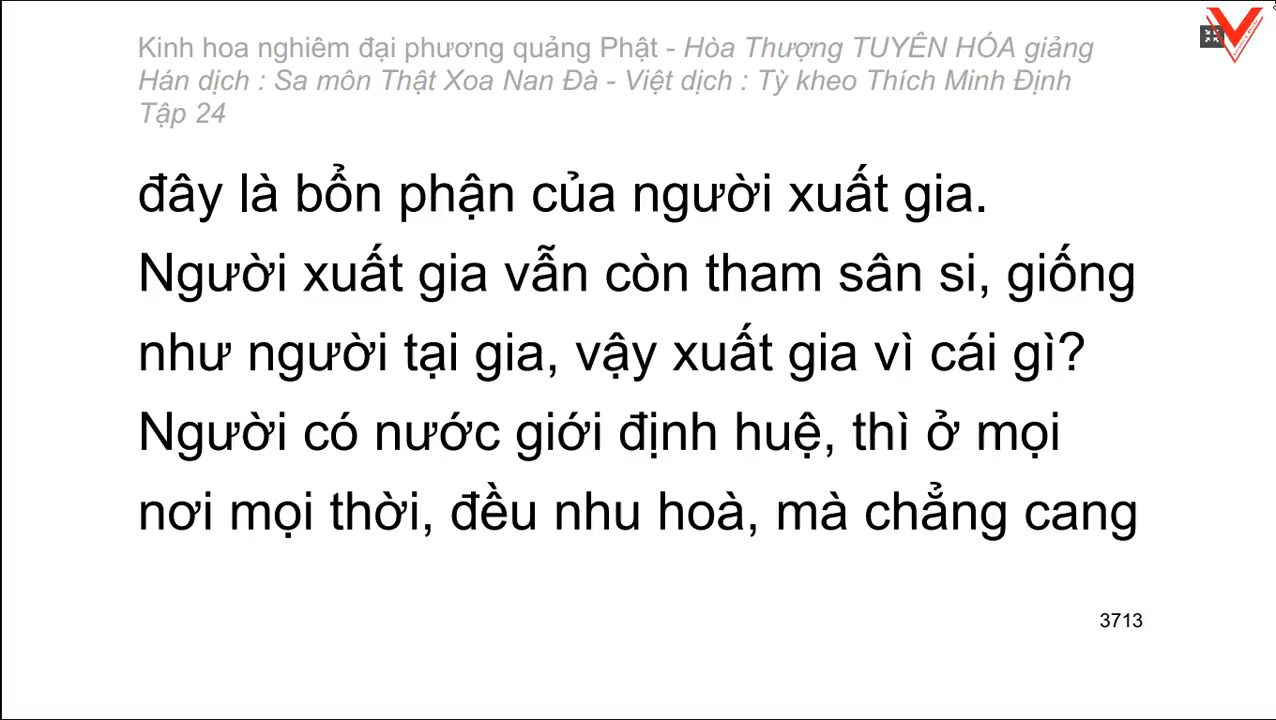 Kinh hoa nghiêm đại phương quảng Phật - Hòa Thượng TUYÊN HÓA giảng
Hán dịch : Sa môn Thật Xoa Nan Đà - Việt dịch : Tỳ kheo Thích Minh Định
Tập 24
đây là bổn phận của người xuất gia.
Người xuất gia vẫn còn tham sân si, giống
như người tại gia, vậy xuất gia vì cái gì?
Người có nước giới định huệ, thì ở mọi
nơi mọi thời, đều nhu hoà, mà chẳng cang
3713